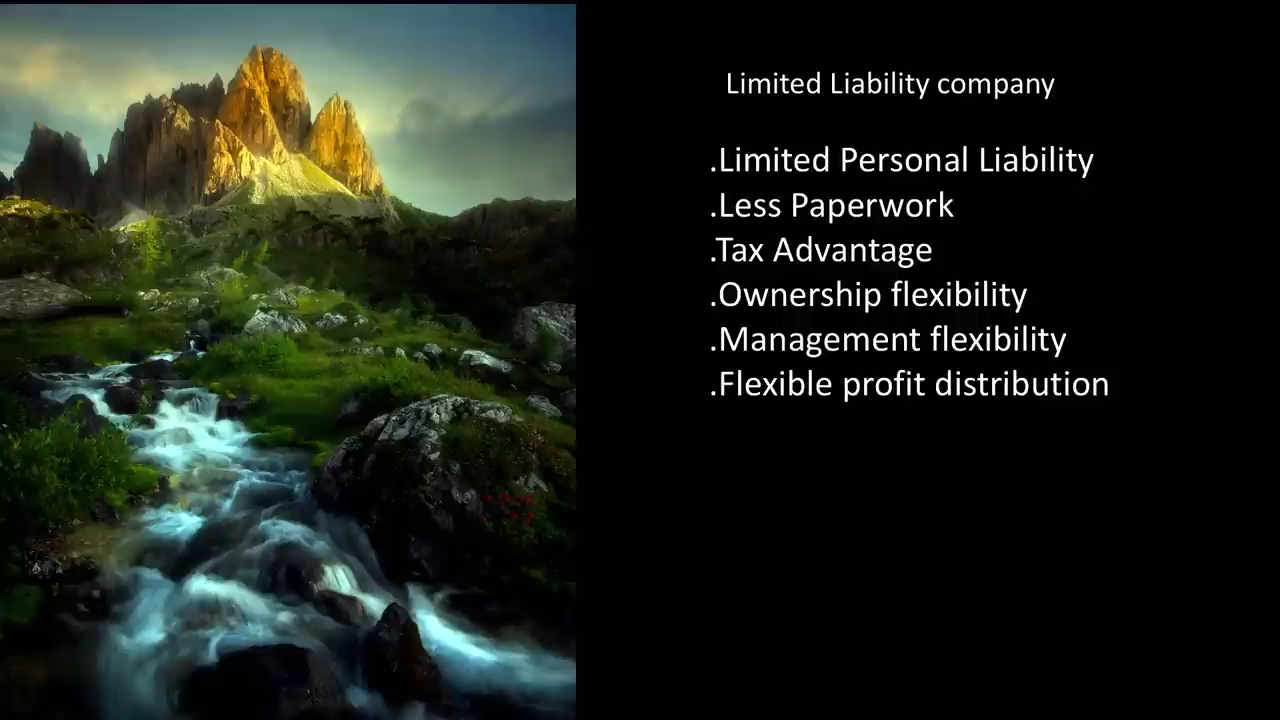 Limited Liability company
.Limited Personal Liability
.Less Paperwork
.Tax Advantage
.Ownership flexibility
.Management flexibility
.Flexible profit distribution